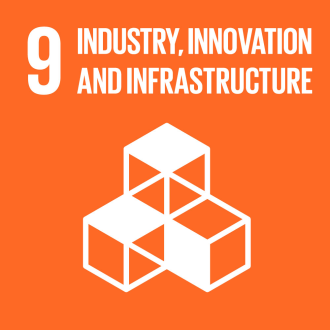 9 INDUSTRY, INNOVATION
AND INFRASTRUCTURE